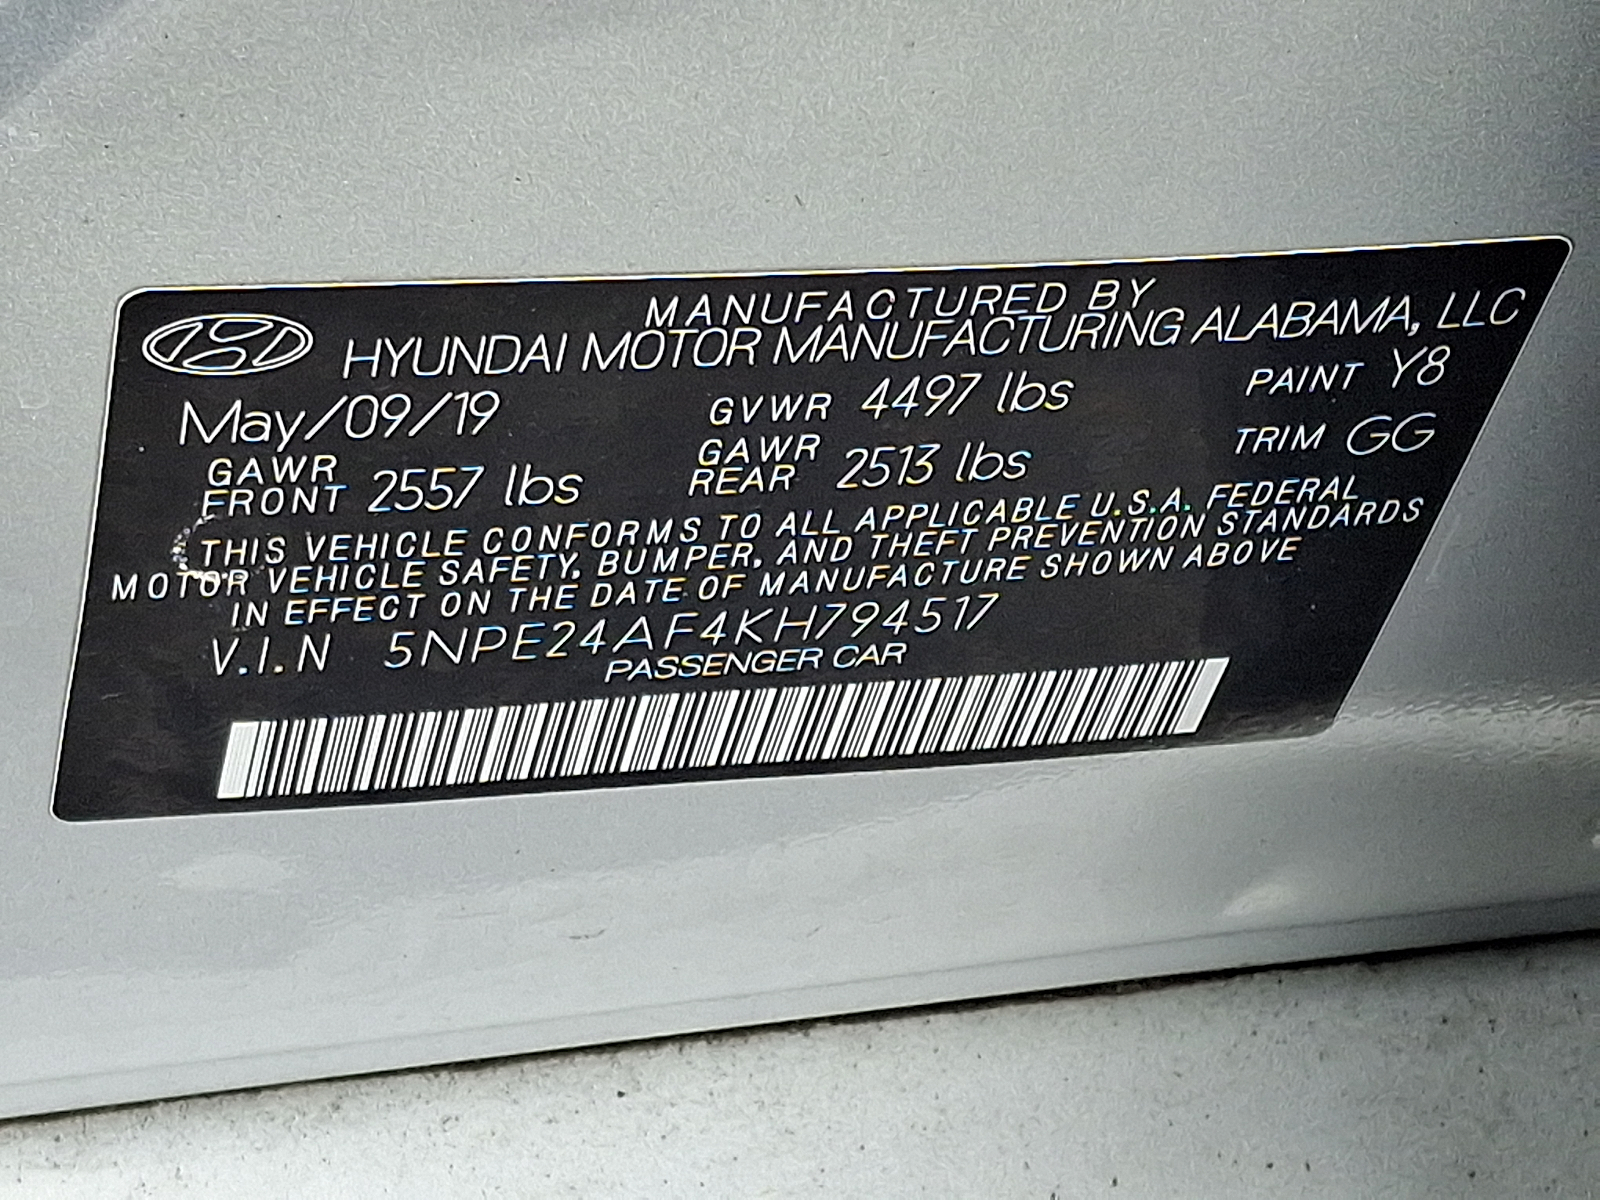 MANUFACTURED BY
HYUNDAI MOTOR MANUFACTURING ALABAMA, LLC
May/09/19 GVWR 4497 lbs PAINT Y8
GAWR FRONT 2557 lbs GAWR REAR 2513 lbs TRIM GG
THIS VEHICLE CONFORMS TO ALL APPLICABLE U.S.A. FEDERAL
MOTOR VEHICLE SAFETY, BUMPER, AND THEFT PREVENTION STANDARDS
IN EFFECT ON THE DATE OF MANUFACTURE SHOWN ABOVE
V.I.N 5NPE24AF4KH794517
PASSENGER CAR